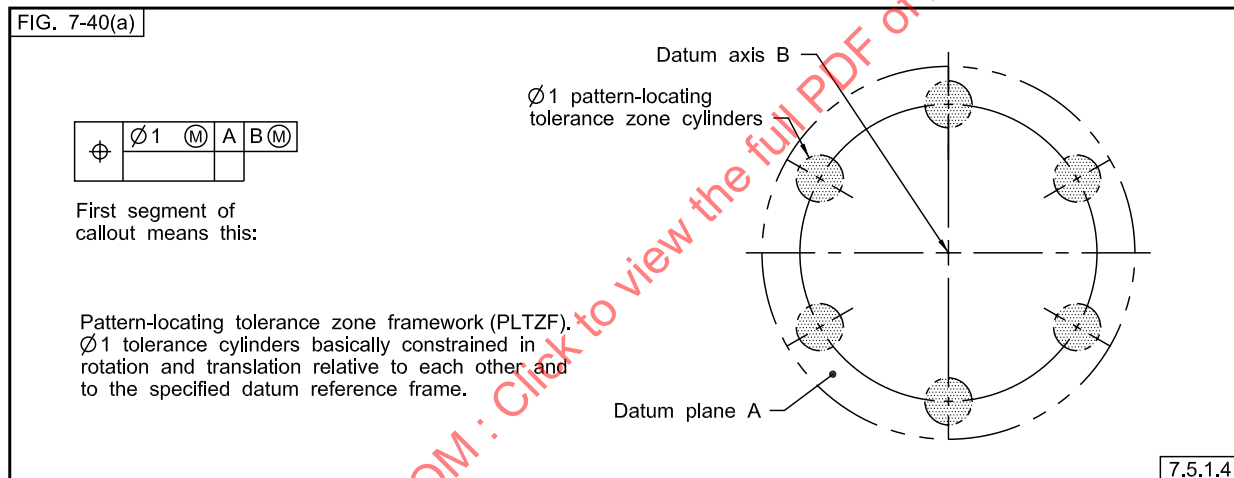 FIG. 7-40(a)
⌖ Ø1 Ⓜ A B Ⓜ
First segment of
callout means this:
Pattern-locating tolerance zone framework (PLTZF).
Ø1 tolerance cylinders basically constrained in
rotation and translation relative to each other and
to the specified datum reference frame.
Datum axis B
Ø1 pattern-locating
tolerance zone cylinders
Datum plane A
7.5.1.4
OM : Click to view the full PDF of